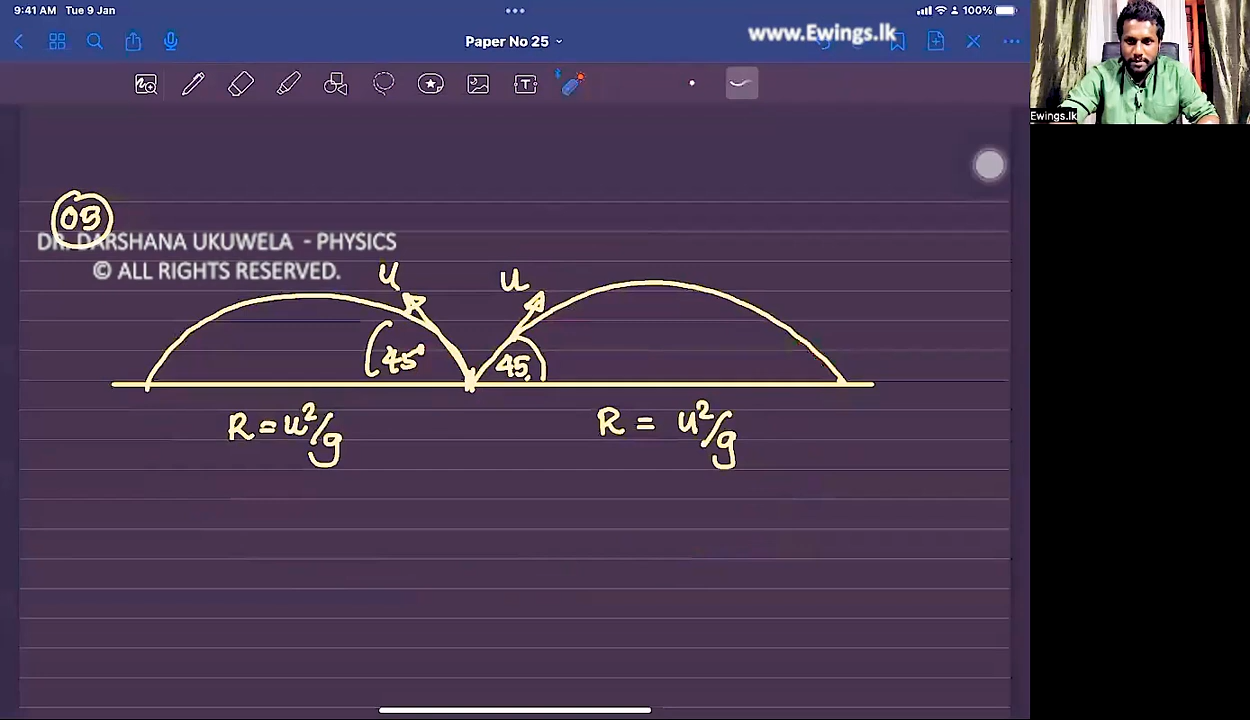 9:41 AM Tue 9 Jan
100%
Paper No 25
www.Ewings.lk
Ewings.lk
09
DR. DARSHANA UKUWELA - PHYSICS
© ALL RIGHTS RESERVED.
u u
45° 45°
R = u²/g R = u²/g